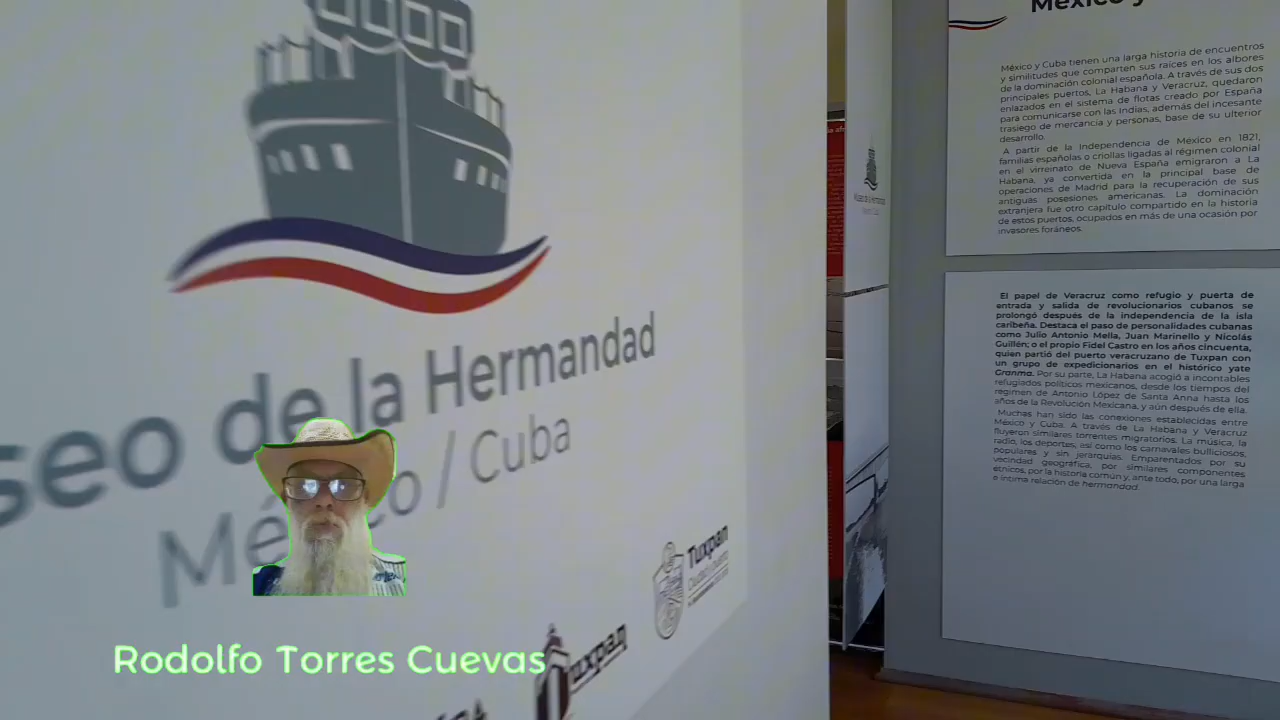 seo de la Hermandad
México / Cuba
Tuxpan
Tuxpan
Rodolfo Torres Cuevas
Museo de la Hermandad
México y
México y Cuba tienen una larga historia de encuentros
y similitudes que comparten sus raíces en los albores
de la dominación colonial española. A través de sus dos
principales puertos, La Habana y Veracruz, quedaron
enlazados en el sistema de flotas creado por España
para comunicarse con las Indias, además del incesante
trasiego de mercancía y personas, base de su ulterior
desarrollo.
A partir de la Independencia de México en 1821,
familias españolas o criollas ligadas al régimen colonial
en el virreinato de Nueva España emigraron a La
Habana, ya convertida en la principal base de
operaciones de Madrid para la recuperación de sus
antiguas posesiones americanas. La dominación
extranjera fue otro capítulo compartido en la historia
de estos puertos, ocupados en más de una ocasión por
invasores foráneos.
El papel de Veracruz como refugio y puerta de
entrada y salida de revolucionarios cubanos se
prolongó después de la independencia de la isla
caribeña. Destaca el paso de personalidades cubanas
como Julio Antonio Mella, Juan Marinello y Nicolás
Guillén; o el propio Fidel Castro en los años cincuenta,
quien partió del puerto veracruzano de Tuxpan con
un grupo de expedicionarios en el histórico yate
Granma. Por su parte, La Habana acogió a incontables
refugiados políticos mexicanos, desde los tiempos del
régimen de Antonio López de Santa Anna hasta los
años de la Revolución Mexicana, y aún después de ella.
Muchas han sido las conexiones establecidas entre
México y Cuba. A través de La Habana y Veracruz
fluyeron similares torrentes migratorios. La música, la
radio, los deportes, así como los carnavales bulliciosos,
populares y sin jerarquías. Emparentados por su
vecindad geográfica, por similares componentes
étnicos, por la historia común y, ante todo, por una larga
e íntima relación de hermandad.